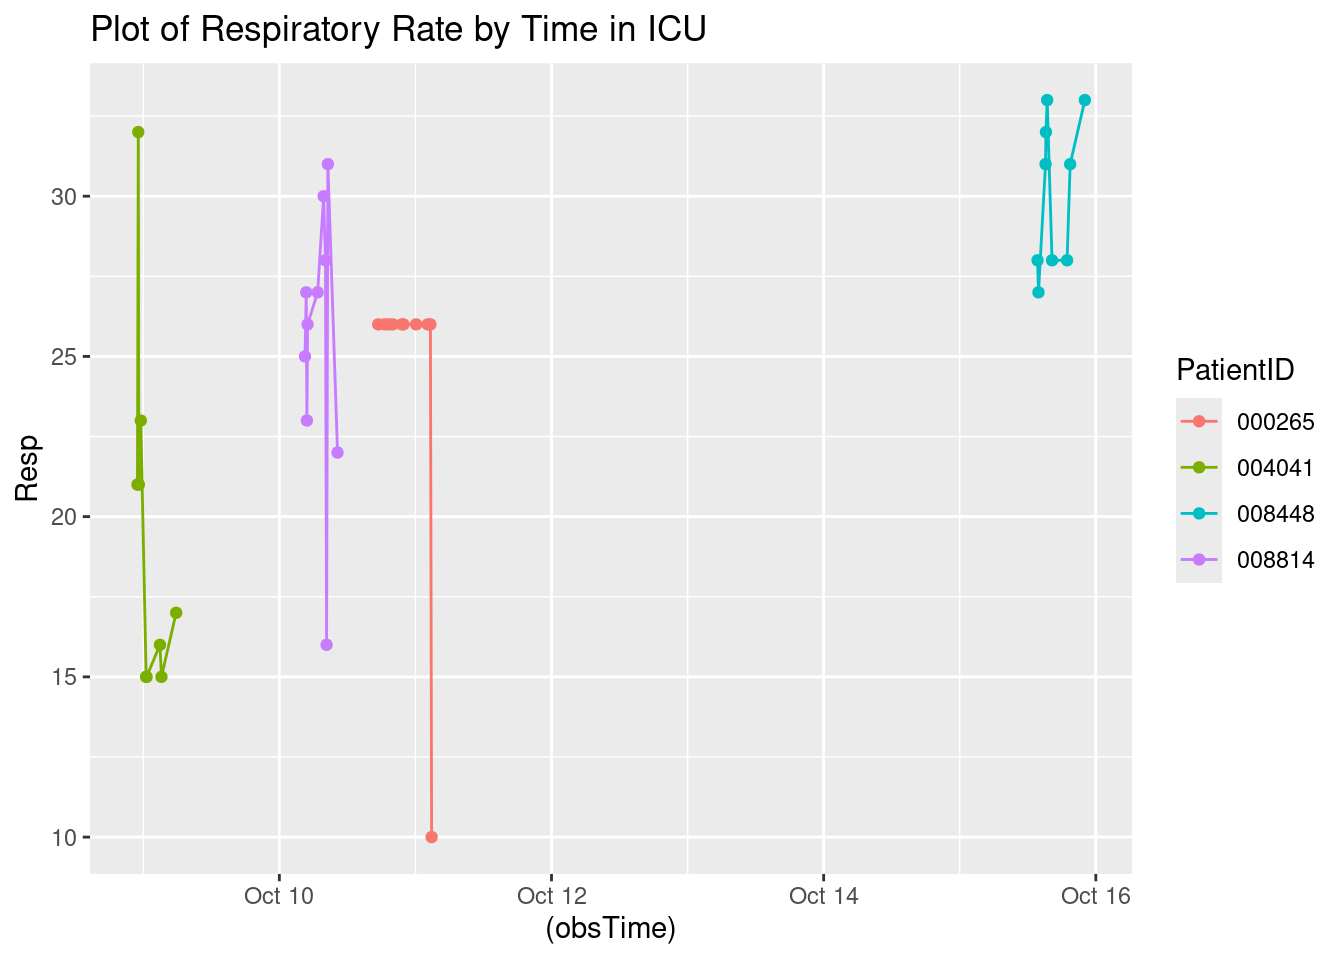 Plot of Respiratory Rate by Time in ICU
30
25
20
15
10
Resp
Oct 10
Oct 12
Oct 14
Oct 16
(obsTime)
PatientID
000265
004041
008448
008814